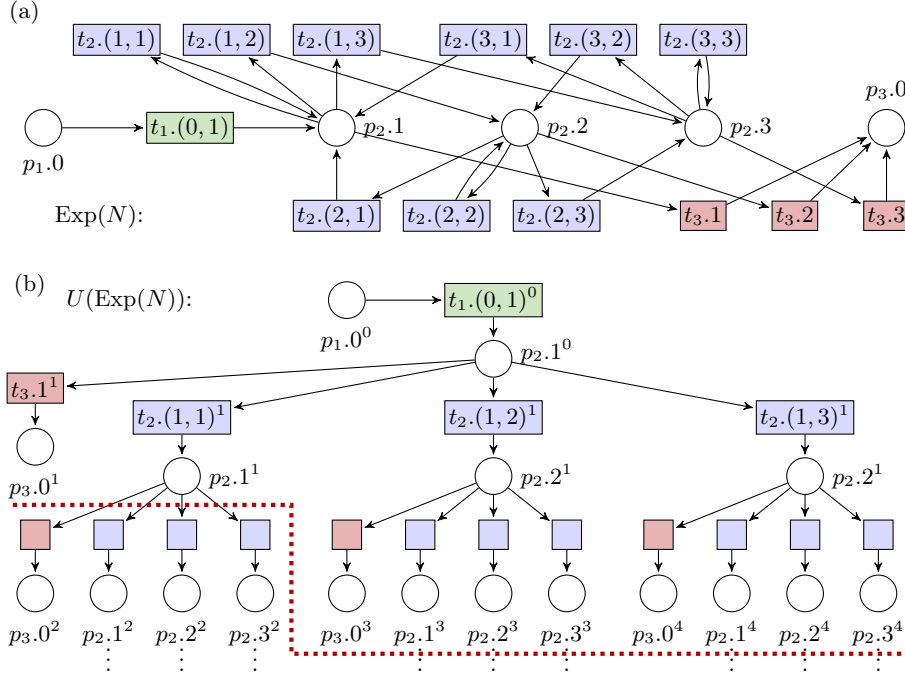 (a)
t₂.(1, 1) t₂.(1, 2) t₂.(1, 3) t₂.(3, 1) t₂.(3, 2) t₂.(3, 3)
p₃.0
t₁.(0, 1) p₂.1 p₂.2 p₂.3
p₁.0
Exp(N): t₂.(2, 1) t₂.(2, 2) t₂.(2, 3) t₃.1 t₃.2 t₃.3
(b)
U(Exp(N)): t₁.(0, 1)⁰
p₁.0⁰ p₂.1⁰
t₃.1¹
t₂.(1, 1)¹ t₂.(1, 2)¹ t₂.(1, 3)¹
p₃.0¹ p₂.1¹ p₂.2¹ p₂.2¹
p₃.0² p₂.1² p₂.2² p₂.3² p₃.0³ p₂.1³ p₂.2³ p₂.3³ p₃.0⁴ p₂.1⁴ p₂.2⁴ p₂.3⁴
⋮ ⋮ ⋮ ⋮ ⋮ ⋮ ⋮ ⋮ ⋮